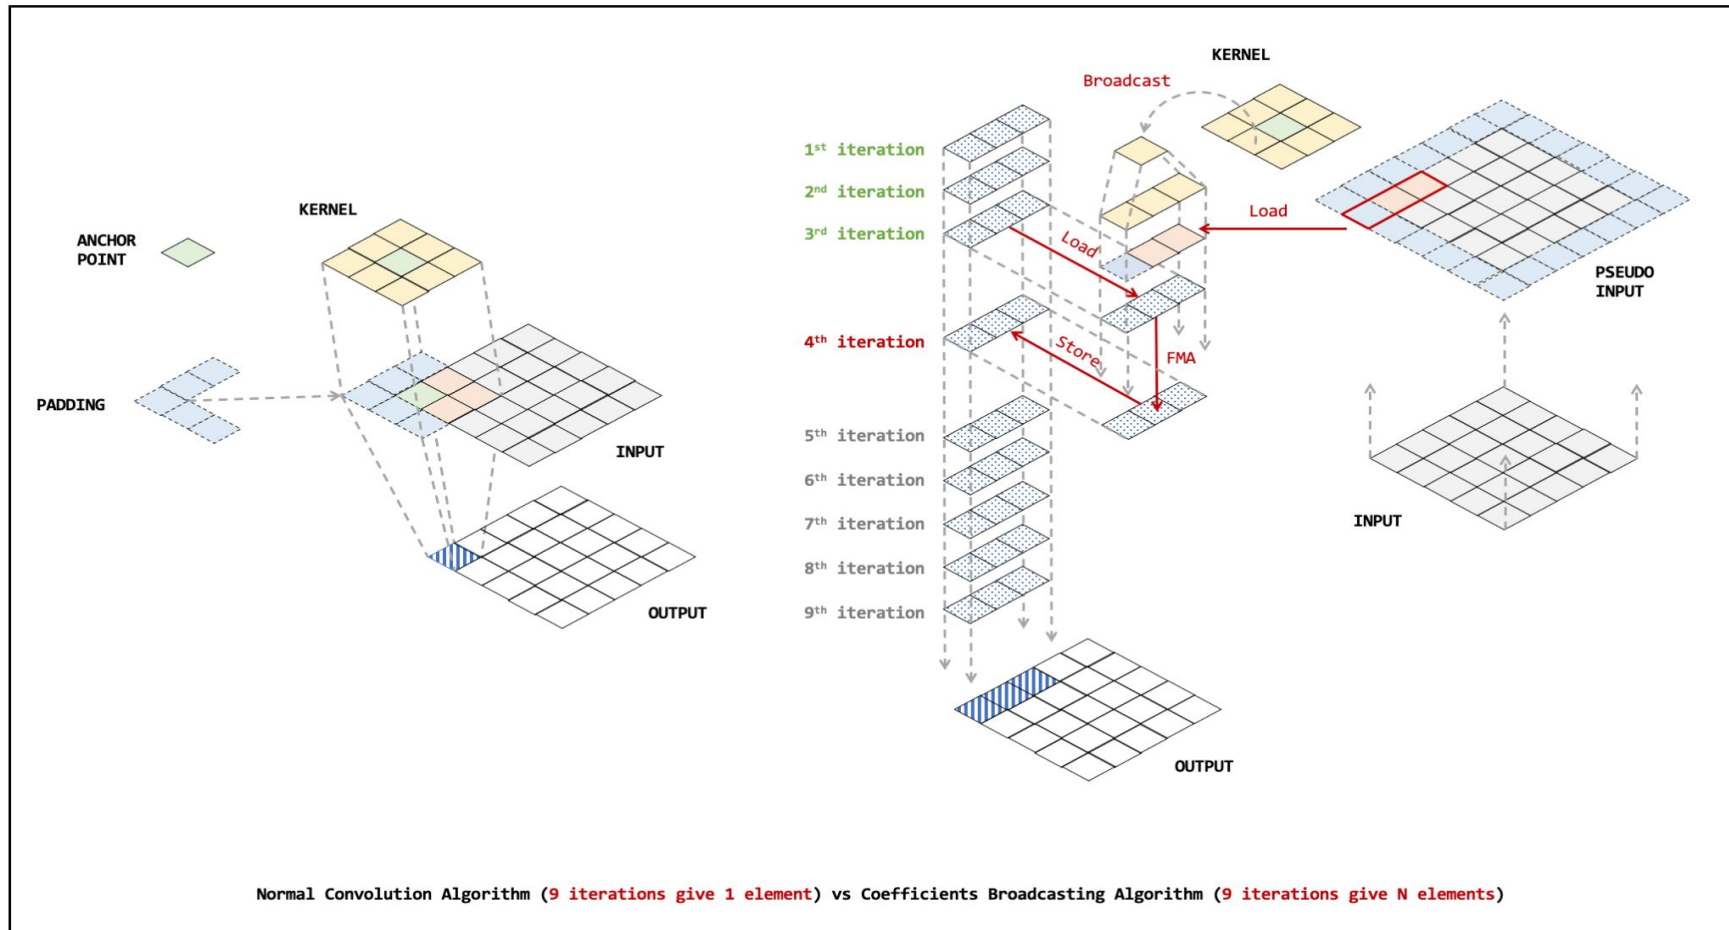 KERNEL
ANCHOR
POINT
PADDING
INPUT
OUTPUT
KERNEL
Broadcast
1st iteration
2nd iteration
3rd iteration
Load
Load
4th iteration
Store
FMA
PSEUDO
INPUT
5th iteration
6th iteration
7th iteration
8th iteration
9th iteration
INPUT
OUTPUT
Normal Convolution Algorithm (9 iterations give 1 element) vs Coefficients Broadcasting Algorithm (9 iterations give N elements)